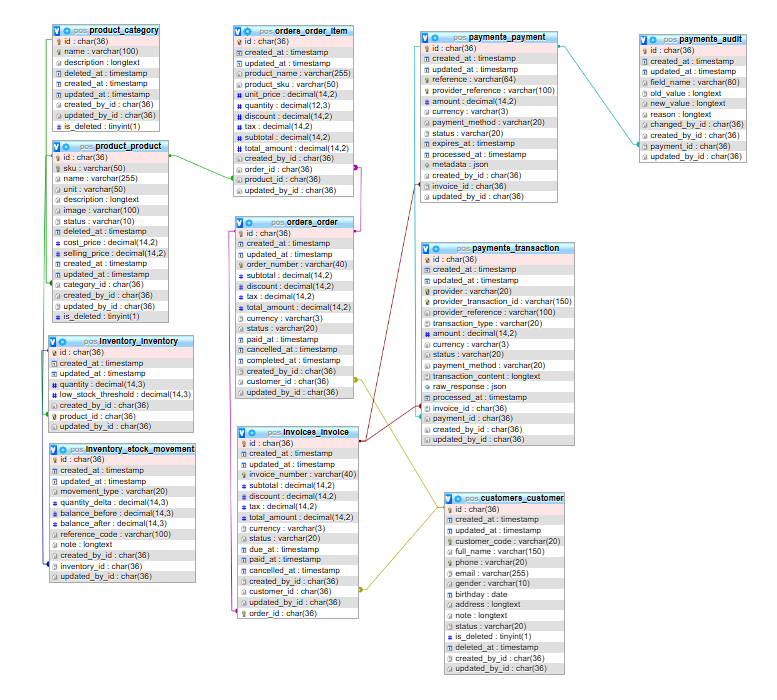 pos product_category
id : char(36)
name : varchar(100)
description : longtext
deleted_at : timestamp
created_at : timestamp
updated_at : timestamp
created_by_id : char(36)
updated_by_id : char(36)
is_deleted : tinyint(1)
pos product_product
id : char(36)
sku : varchar(50)
name : varchar(255)
unit : varchar(50)
description : longtext
image : varchar(100)
status : varchar(10)
deleted_at : timestamp
cost_price : decimal(14,2)
selling_price : decimal(14,2)
created_at : timestamp
updated_at : timestamp
category_id : char(36)
created_by_id : char(36)
updated_by_id : char(36)
is_deleted : tinyint(1)
pos inventory_inventory
id : char(36)
created_at : timestamp
updated_at : timestamp
quantity : decimal(14,3)
low_stock_threshold : decimal(14,3)
created_by_id : char(36)
product_id : char(36)
updated_by_id : char(36)
pos inventory_stock_movement
id : char(36)
created_at : timestamp
updated_at : timestamp
movement_type : varchar(20)
quantity_delta : decimal(14,3)
balance_before : decimal(14,3)
balance_after : decimal(14,3)
reference_code : varchar(100)
note : longtext
created_by_id : char(36)
inventory_id : char(36)
updated_by_id : char(36)
pos orders_order_item
id : char(36)
created_at : timestamp
updated_at : timestamp
product_name : varchar(255)
product_sku : varchar(50)
unit_price : decimal(14,2)
quantity : decimal(12,3)
discount : decimal(14,2)
tax : decimal(14,2)
subtotal : decimal(14,2)
total_amount : decimal(14,2)
created_by_id : char(36)
order_id : char(36)
product_id : char(36)
updated_by_id : char(36)
pos orders_order
id : char(36)
created_at : timestamp
updated_at : timestamp
order_number : varchar(40)
subtotal : decimal(14,2)
discount : decimal(14,2)
tax : decimal(14,2)
total_amount : decimal(14,2)
currency : varchar(3)
status : varchar(20)
paid_at : timestamp
cancelled_at : timestamp
completed_at : timestamp
created_by_id : char(36)
customer_id : char(36)
updated_by_id : char(36)
pos invoices_invoice
id : char(36)
created_at : timestamp
updated_at : timestamp
invoice_number : varchar(40)
subtotal : decimal(14,2)
discount : decimal(14,2)
tax : decimal(14,2)
total_amount : decimal(14,2)
currency : varchar(3)
status : varchar(20)
due_at : timestamp
paid_at : timestamp
cancelled_at : timestamp
created_by_id : char(36)
customer_id : char(36)
updated_by_id : char(36)
order_id : char(36)
pos payments_payment
id : char(36)
created_at : timestamp
updated_at : timestamp
reference : varchar(64)
provider_reference : varchar(100)
amount : decimal(14,2)
currency : varchar(3)
payment_method : varchar(20)
status : varchar(20)
expires_at : timestamp
processed_at : timestamp
metadata : json
created_by_id : char(36)
invoice_id : char(36)
updated_by_id : char(36)
pos payments_transaction
id : char(36)
created_at : timestamp
updated_at : timestamp
provider : varchar(20)
provider_transaction_id : varchar(150)
provider_reference : varchar(100)
transaction_type : varchar(20)
amount : decimal(14,2)
currency : varchar(3)
status : varchar(20)
payment_method : varchar(20)
transaction_content : longtext
raw_response : json
processed_at : timestamp
invoice_id : char(36)
payment_id : char(36)
created_by_id : char(36)
updated_by_id : char(36)
pos customers_customer
id : char(36)
created_at : timestamp
updated_at : timestamp
customer_code : varchar(20)
full_name : varchar(150)
phone : varchar(20)
email : varchar(255)
gender : varchar(10)
birthday : date
address : longtext
note : longtext
status : varchar(20)
is_deleted : tinyint(1)
deleted_at : timestamp
created_by_id : char(36)
updated_by_id : char(36)
pos payments_audit
id : char(36)
created_at : timestamp
updated_at : timestamp
field_name : varchar(80)
old_value : longtext
new_value : longtext
reason : longtext
changed_by_id : char(36)
created_by_id : char(36)
payment_id : char(36)
updated_by_id : char(36)